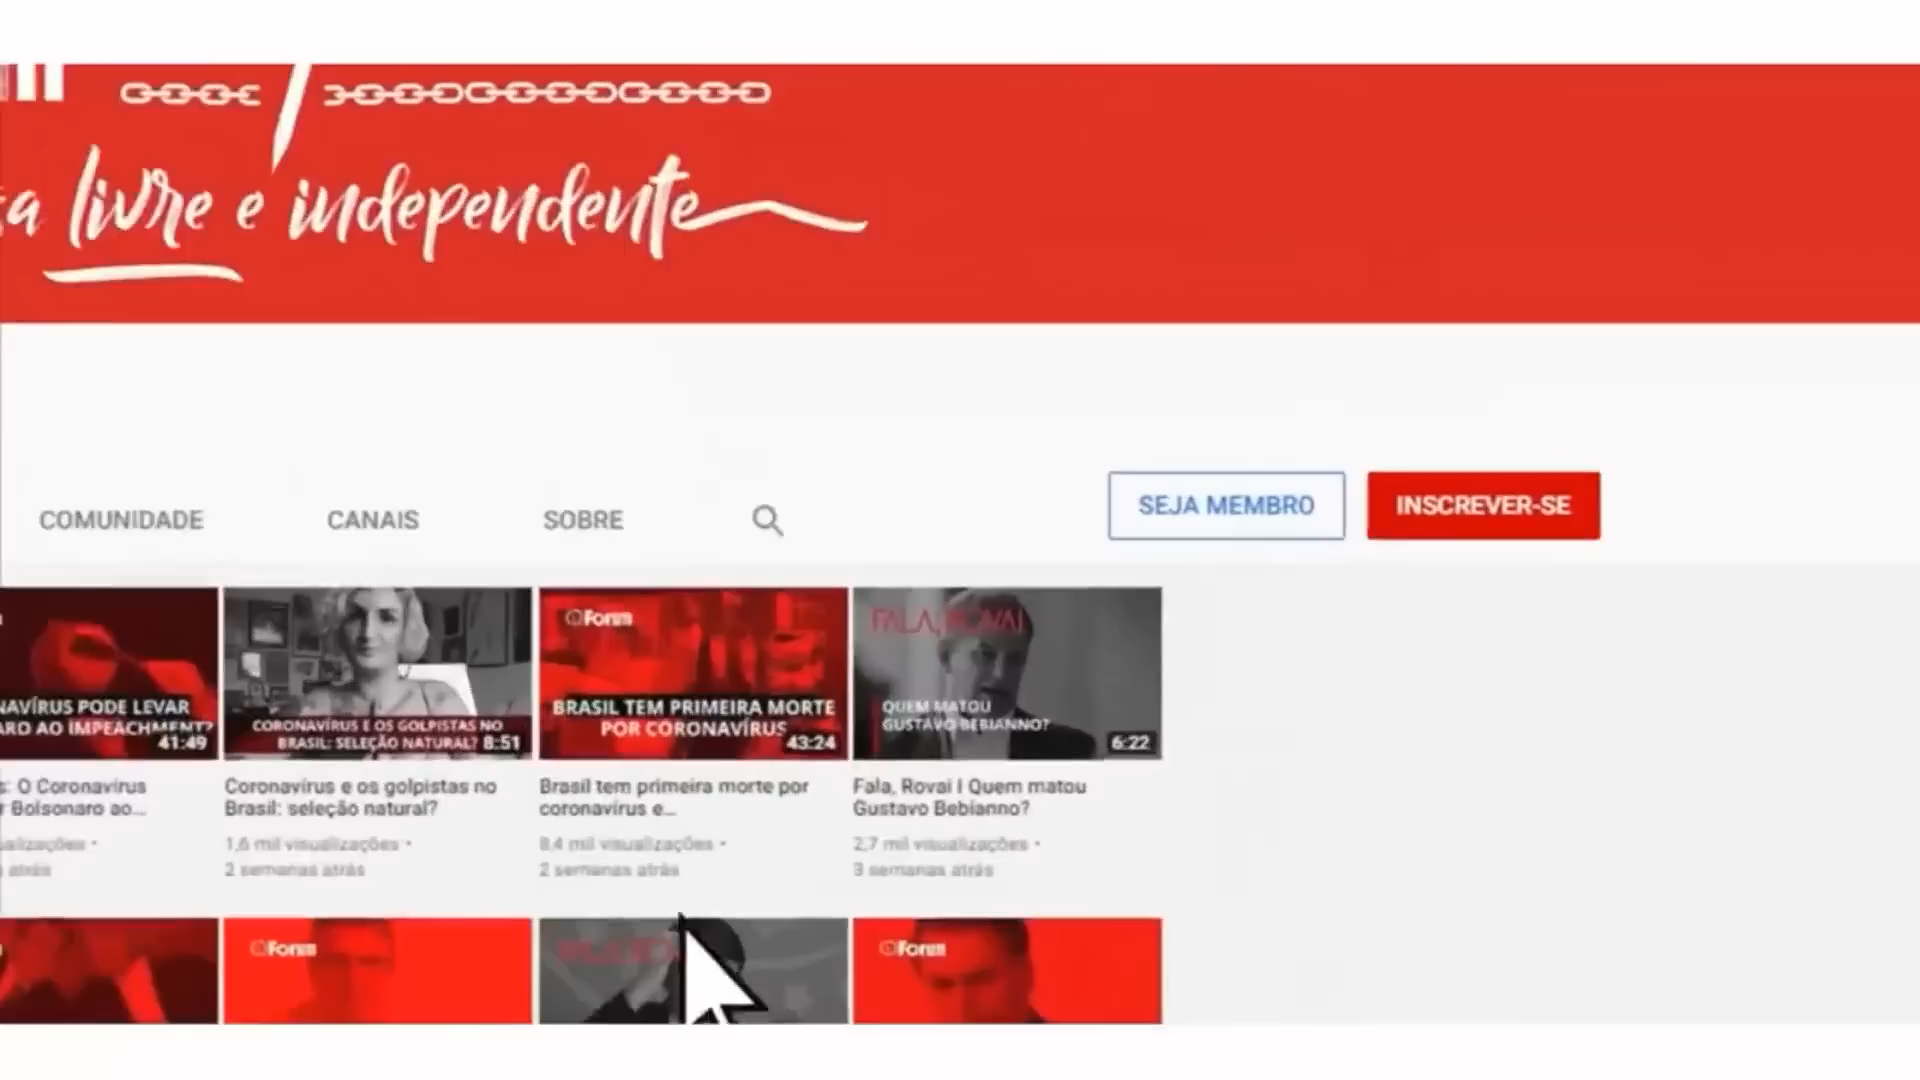 livre e independente
COMUNIDADE
CANAIS
SOBRE
SEJA MEMBRO
INSCREVER-SE
NAVÍRUS PODE LEVAR
ARD AO IMPEACHMENT?
41:49
CORONAVÍRUS E OS GOLPISTAS NO
BRASIL: SELEÇÃO NATURAL?
8:51
Forum
BRASIL TEM PRIMEIRA MORTE
POR CORONAVÍRUS
43:24
FALA, ROVAI
QUEM MATOU
GUSTAVO BEBIANNO?
6:22
s: O Coronavírus
r Bolsonaro ao...
ualizações •
atrás
Coronavírus e os golpistas no
Brasil: seleção natural?
1,6 mil visualizações •
2 semanas atrás
Brasil tem primeira morte por
coronavírus e...
8,4 mil visualizações •
2 semanas atrás
Fala, Rovai I Quem matou
Gustavo Bebianno?
2,7 mil visualizações •
3 semanas atrás
Forum
Forum